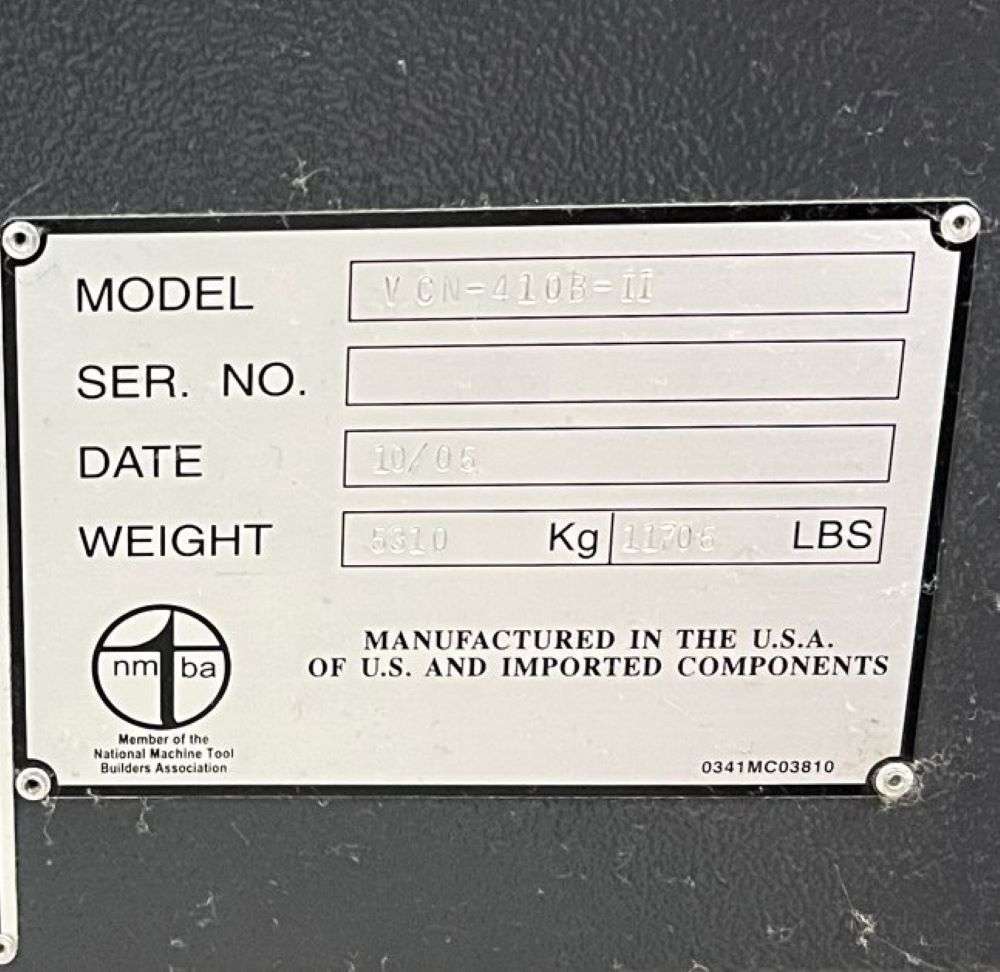 MODEL VCN-410B-II
SER. NO.
DATE 10/05
WEIGHT 5310 Kg 11706 LBS
nm 1 ba
MANUFACTURED IN THE U.S.A.
OF U.S. AND IMPORTED COMPONENTS
Member of the
National Machine Tool
Builders Association
0341MC03810